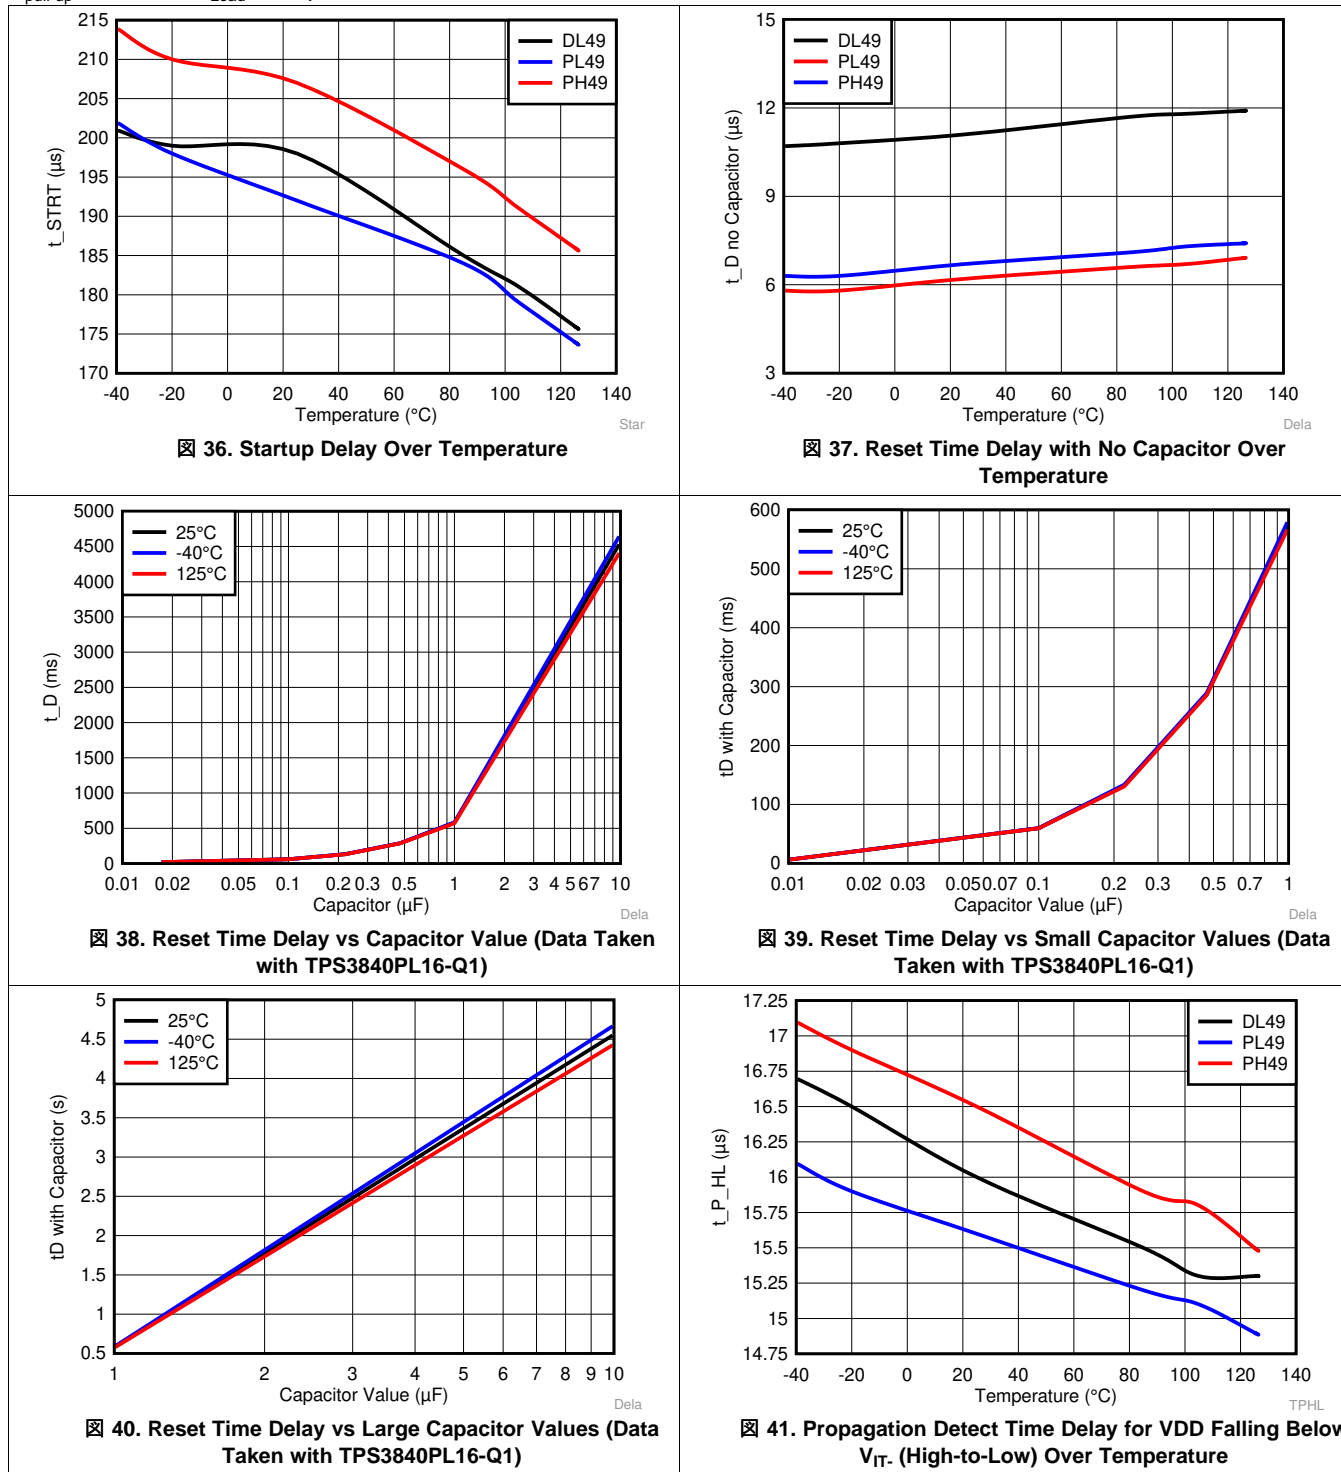 215
210
205
200
195
190
185
180
175
170
t_STRT (µs)
DL49
PL49
PH49
-40 -20 0 20 40 60 80 100 120 140
Temperature (°C)
Star
図 36. Startup Delay Over Temperature
15
12
9
6
3
t_D no Capacitor (µs)
DL49
PL49
PH49
-40 -20 0 20 40 60 80 100 120 140
Temperature (°C)
Dela
図 37. Reset Time Delay with No Capacitor Over
Temperature
5000
4500
4000
3500
3000
2500
2000
1500
1000
500
0
t_D (ms)
25°C
-40°C
125°C
0.01 0.02 0.05 0.1 0.2 0.3 0.5 1 2 3 4 5 6 7 10
Capacitor (µF)
Dela
図 38. Reset Time Delay vs Capacitor Value (Data Taken
with TPS3840PL16-Q1)
600
500
400
300
200
100
0
tD with Capacitor (ms)
25°C
-40°C
125°C
0.01 0.02 0.03 0.05 0.07 0.1 0.2 0.3 0.5 0.7 1
Capacitor Value (µF)
Dela
図 39. Reset Time Delay vs Small Capacitor Values (Data
Taken with TPS3840PL16-Q1)
5
4.5
4
3.5
3
2.5
2
1.5
1
0.5
tD with Capacitor (s)
25°C
-40°C
125°C
1 2 3 4 5 6 7 8 9 10
Capacitor Value (µF)
Dela
図 40. Reset Time Delay vs Large Capacitor Values (Data
Taken with TPS3840PL16-Q1)
17.25
17
16.75
16.5
16.25
16
15.75
15.5
15.25
15
14.75
t_P_HL (µs)
DL49
PL49
PH49
-40 -20 0 20 40 60 80 100 120 140
Temperature (°C)
TPHL
図 41. Propagation Detect Time Delay for VDD Falling Below
VIT- (High-to-Low) Over Temperature